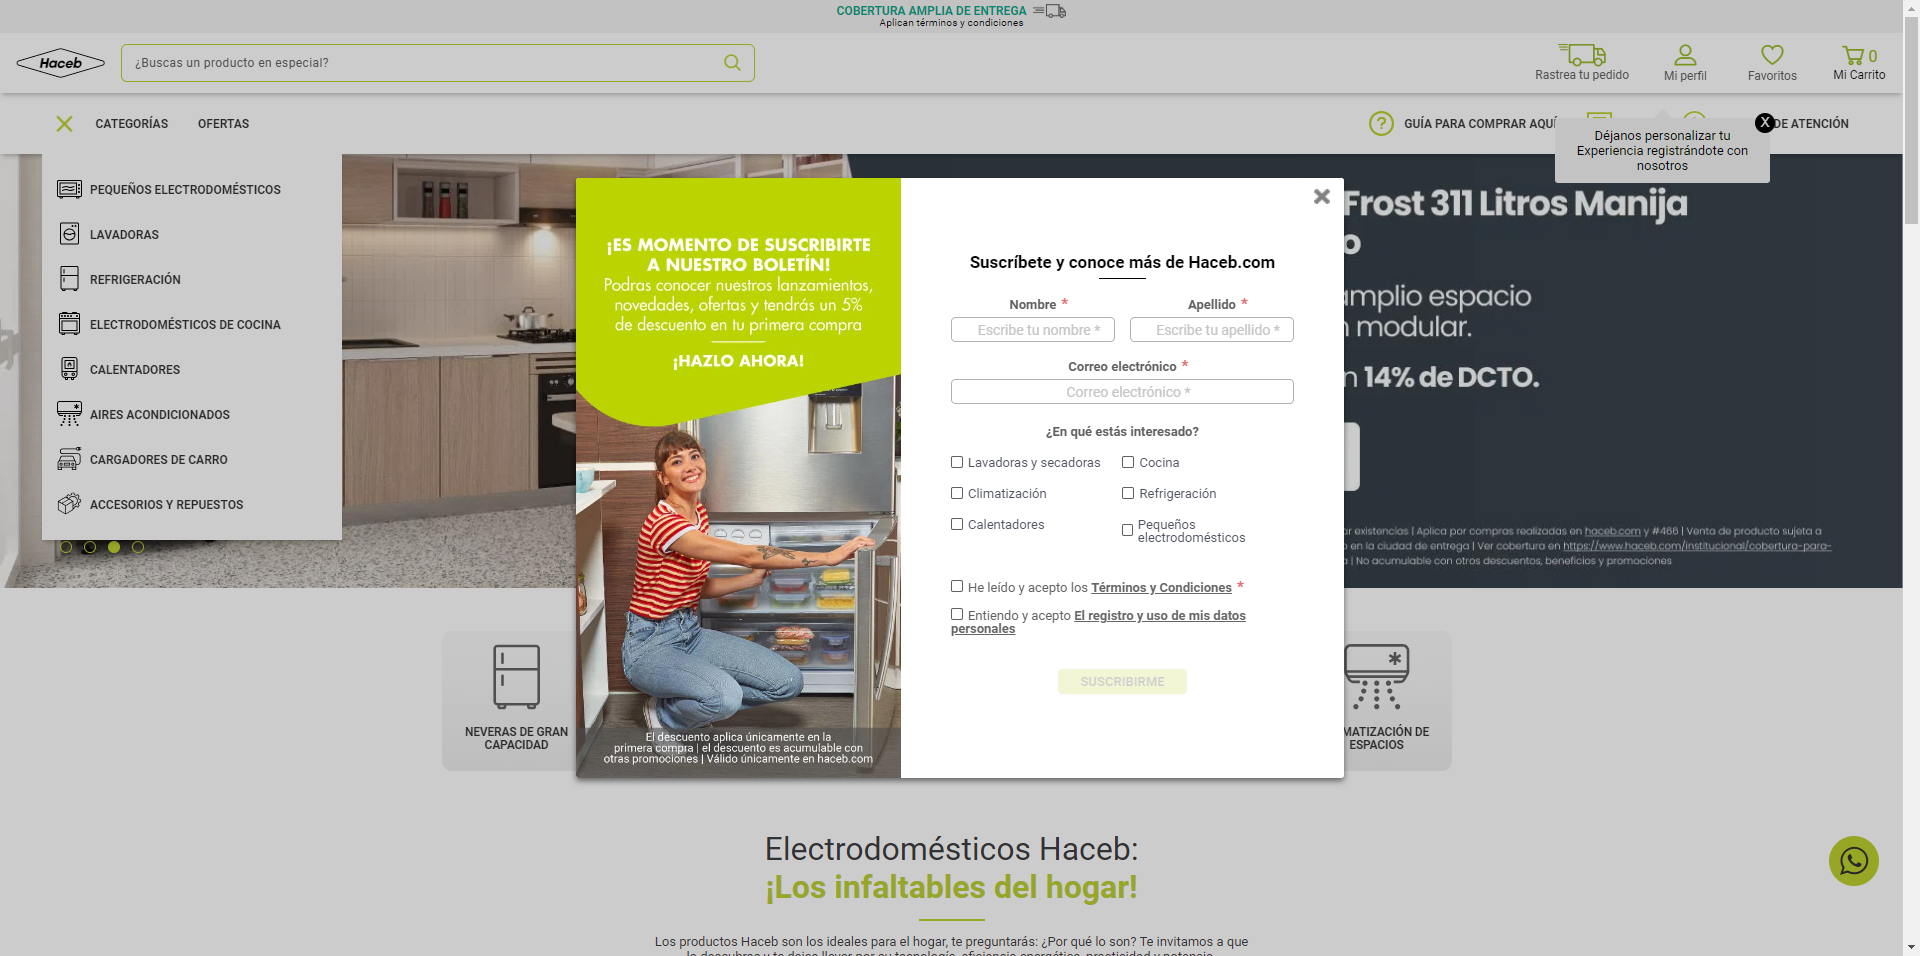 COBERTURA AMPLIA DE ENTREGA
Aplican términos y condiciones
Haceb
¿Buscas un producto en especial?
Rastrea tu pedido
Mi perfil
Favoritos
0
Mi Carrito
CATEGORÍAS
OFERTAS
GUÍA PARA COMPRAR AQUÍ
DE ATENCIÓN
X
Déjanos personalizar tu
Experiencia registrándote con
nosotros
PEQUEÑOS ELECTRODOMÉSTICOS
LAVADORAS
REFRIGERACIÓN
ELECTRODOMÉSTICOS DE COCINA
CALENTADORES
AIRES ACONDICIONADOS
CARGADORES DE CARRO
ACCESORIOS Y REPUESTOS
¡ES MOMENTO DE SUSCRIBIRTE
A NUESTRO BOLETÍN!
Podras conocer nuestros lanzamientos,
novedades, ofertas y tendrás un 5%
de descuento en tu primera compra
¡HAZLO AHORA!
El descuento aplica únicamente en la
primera compra | el descuento es acumulable con
otras promociones | Válido únicamente en haceb.com
Suscríbete y conoce más de Haceb.com
Nombre *
Apellido *
Escribe tu nombre *
Escribe tu apellido *
Correo electrónico *
Correo electrónico *
¿En qué estás interesado?
Lavadoras y secadoras
Cocina
Climatización
Refrigeración
Calentadores
Pequeños
electrodomésticos
He leído y acepto los Términos y Condiciones *
Entiendo y acepto El registro y uso de mis datos
personales
SUSCRIBIRME
Frost 311 Litros Manija
o
amplio espacio
modular.
14% de DCTO.
existencias | Aplica por compras realizadas en haceb.com y #466 | Venta de producto sujeta a
en la ciudad de entrega | Ver cobertura en https://www.haceb.com/institucional/cobertura-para-
| No acumulable con otros descuentos, beneficios y promociones
NEVERAS DE GRAN
CAPACIDAD
MATIZACIÓN DE
ESPACIOS
Electrodomésticos Haceb:
¡Los infaltables del hogar!
Los productos Haceb son los ideales para el hogar, te preguntarás: ¿Por qué lo son? Te invitamos a que